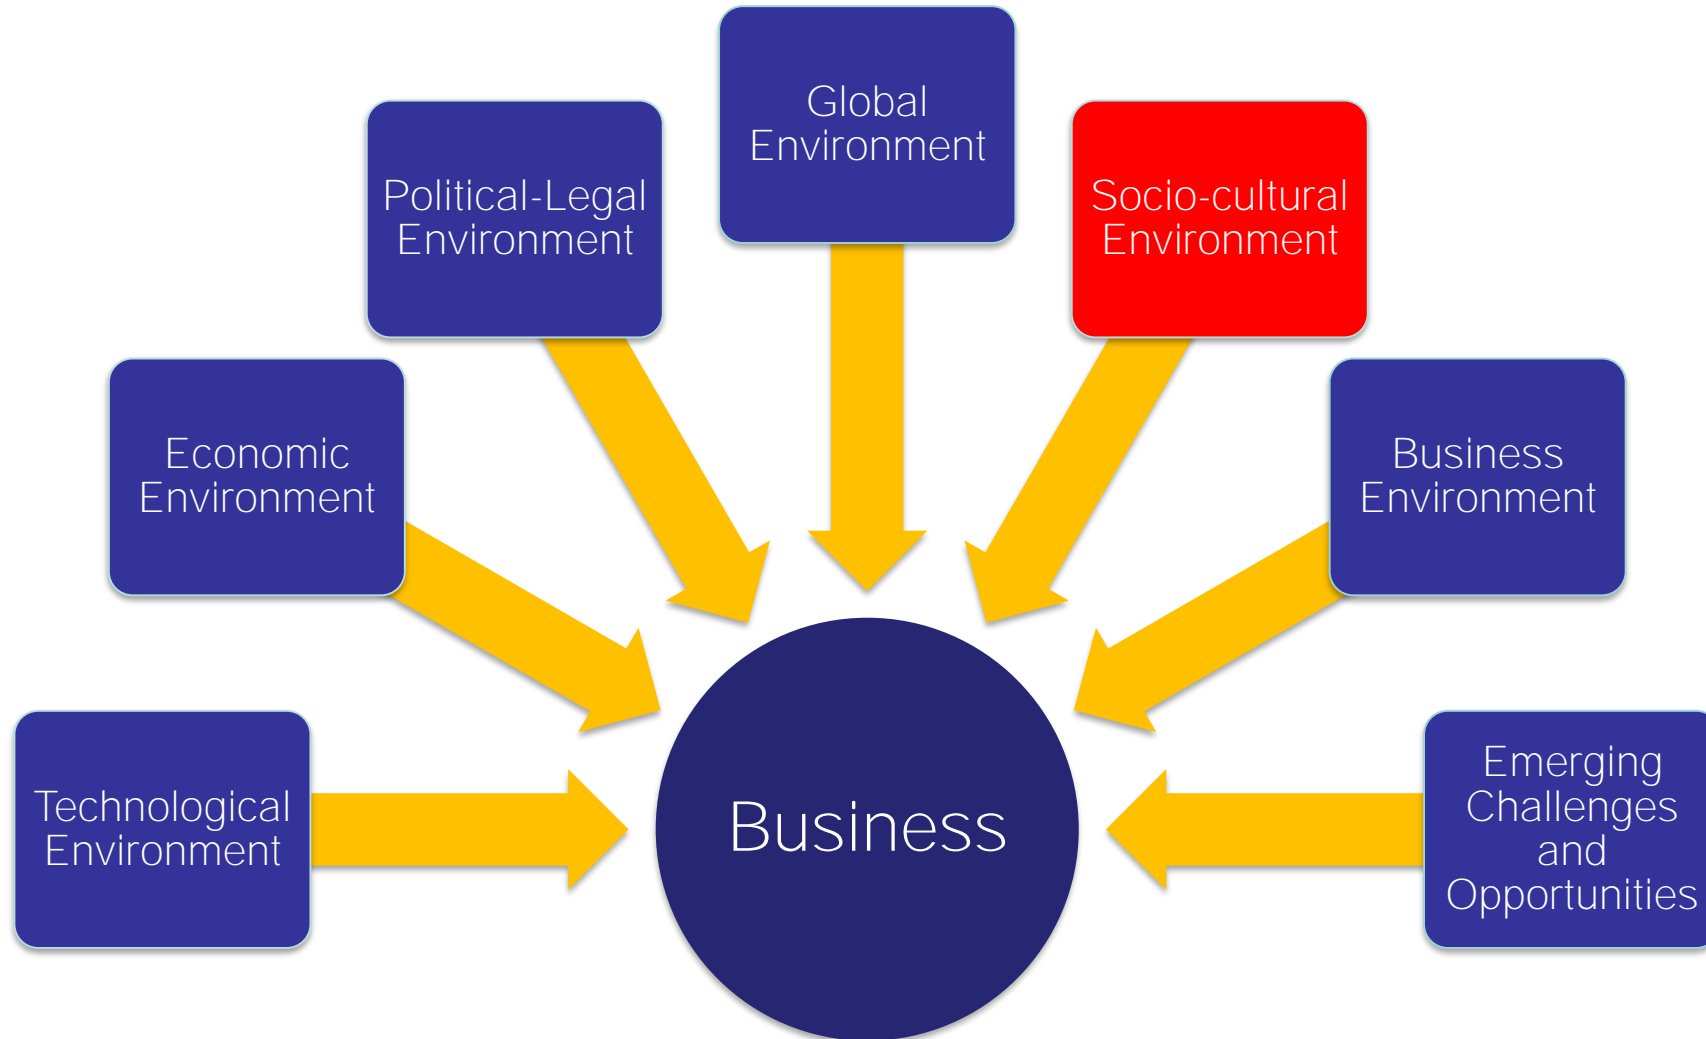 Global
Environment
Political-Legal
Environment
Socio-cultural
Environment
Economic
Environment
Business
Environment
Technological
Environment
Business
Emerging
Challenges
and
Opportunities